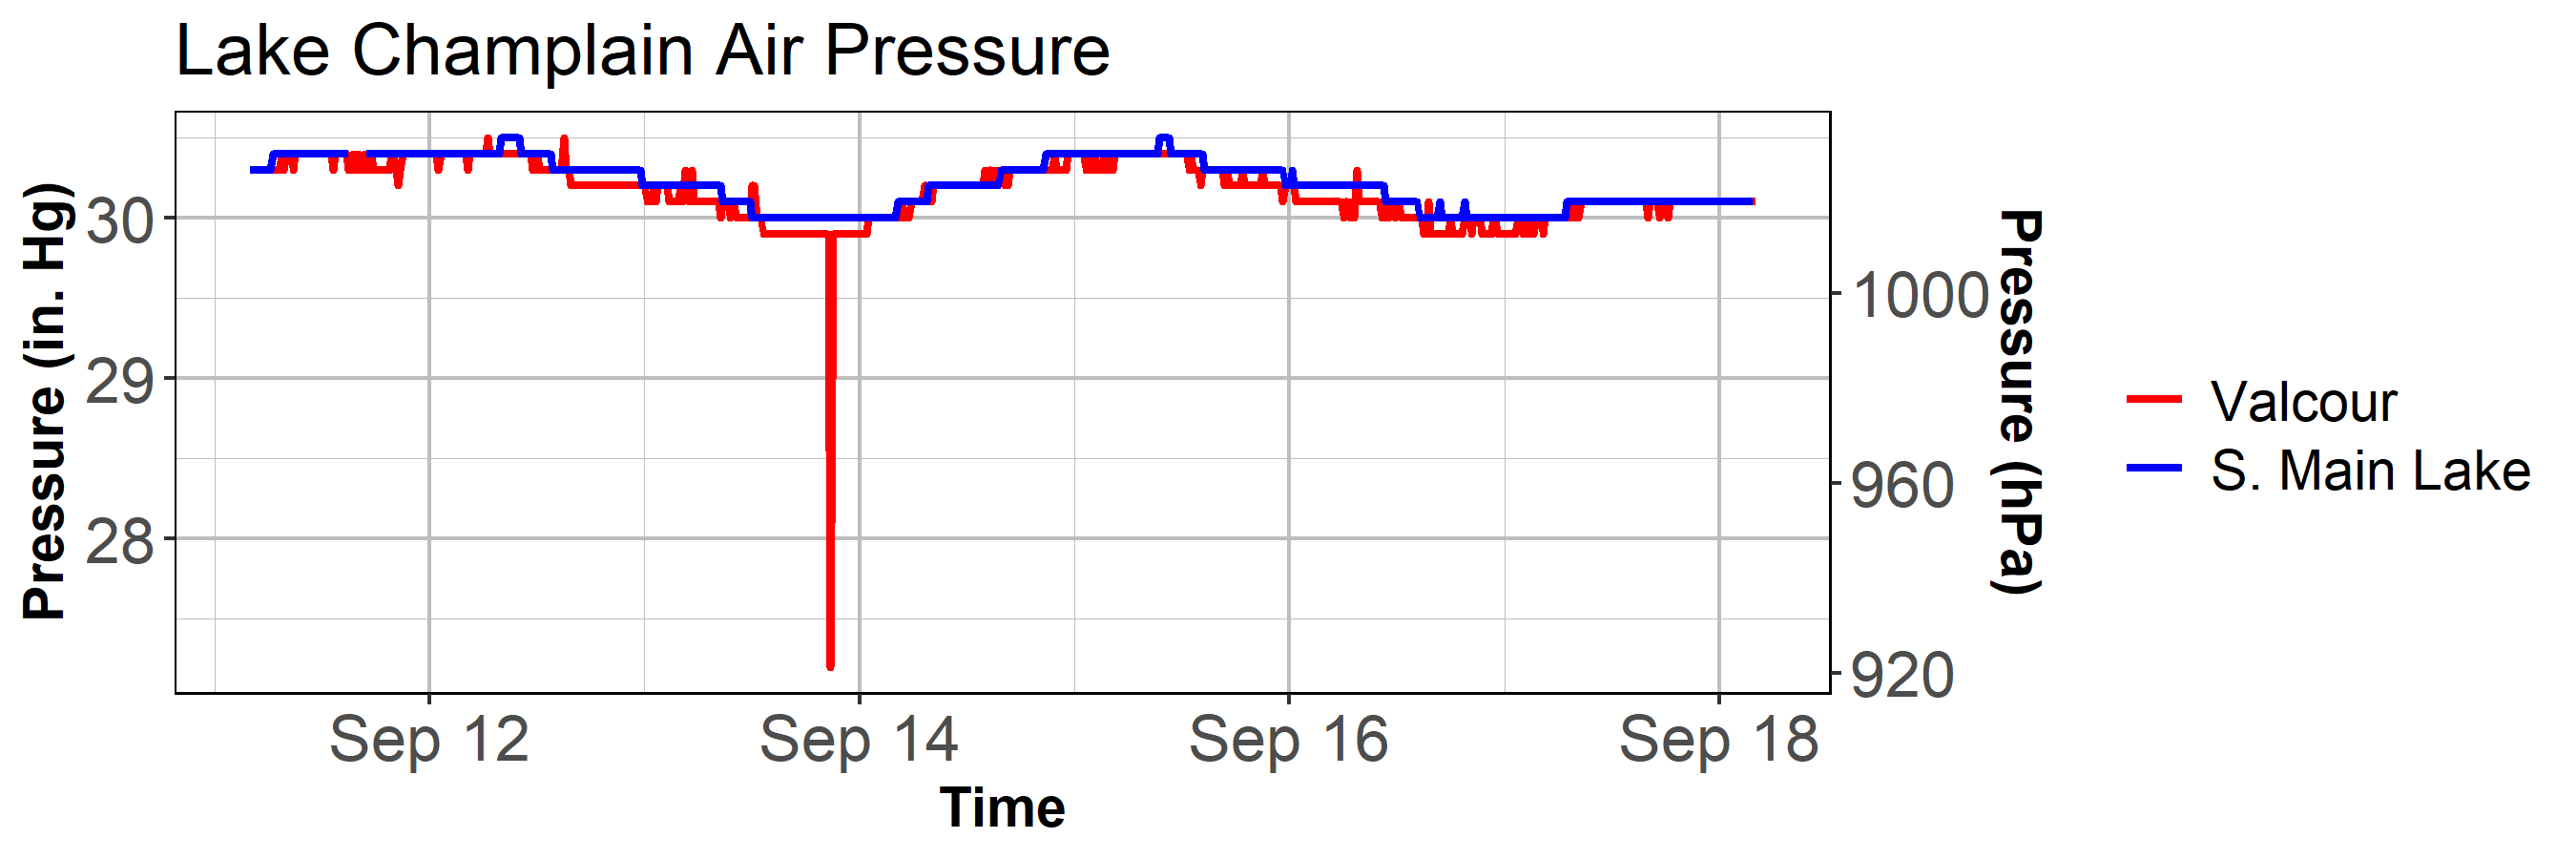 Lake Champlain Air Pressure
Pressure (in. Hg)
30
29
28
1000
960
920
Pressure (hPa)
Sep 12
Sep 14
Sep 16
Sep 18
Time
Valcour
S. Main Lake